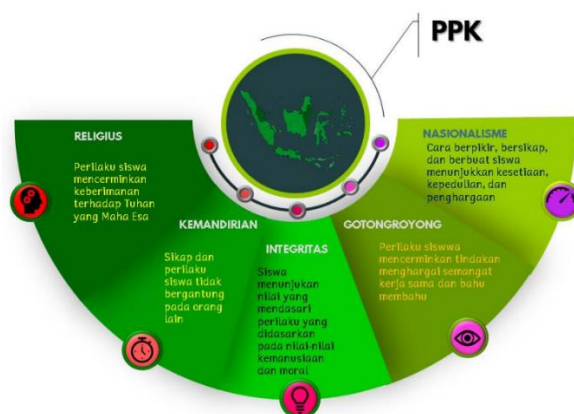 PPK
RELIGIUS
Perilaku siswa
mencerminkan
keberimanan
terhadap Tuhan
yang Maha Esa
KEMANDIRIAN
Sikap dan
perilaku
siswa tidak
bergantung
pada orang
lain
INTEGRITAS
Siswa
menunjukan
nilai yang
mendasari
perilaku yang
didasarkan
pada nilai-nilai
kemanusiaan
dan moral
GOTONGROYONG
Perilaku siswwa
mencerminkan tindakan
menghargai semangat
kerja sama dan bahu
membahu
NASIONALISME
Cara berpikir, bersikap,
dan berbuat siswa
menunjukkan kesetiaan,
kepedulian, dan
penghargaan